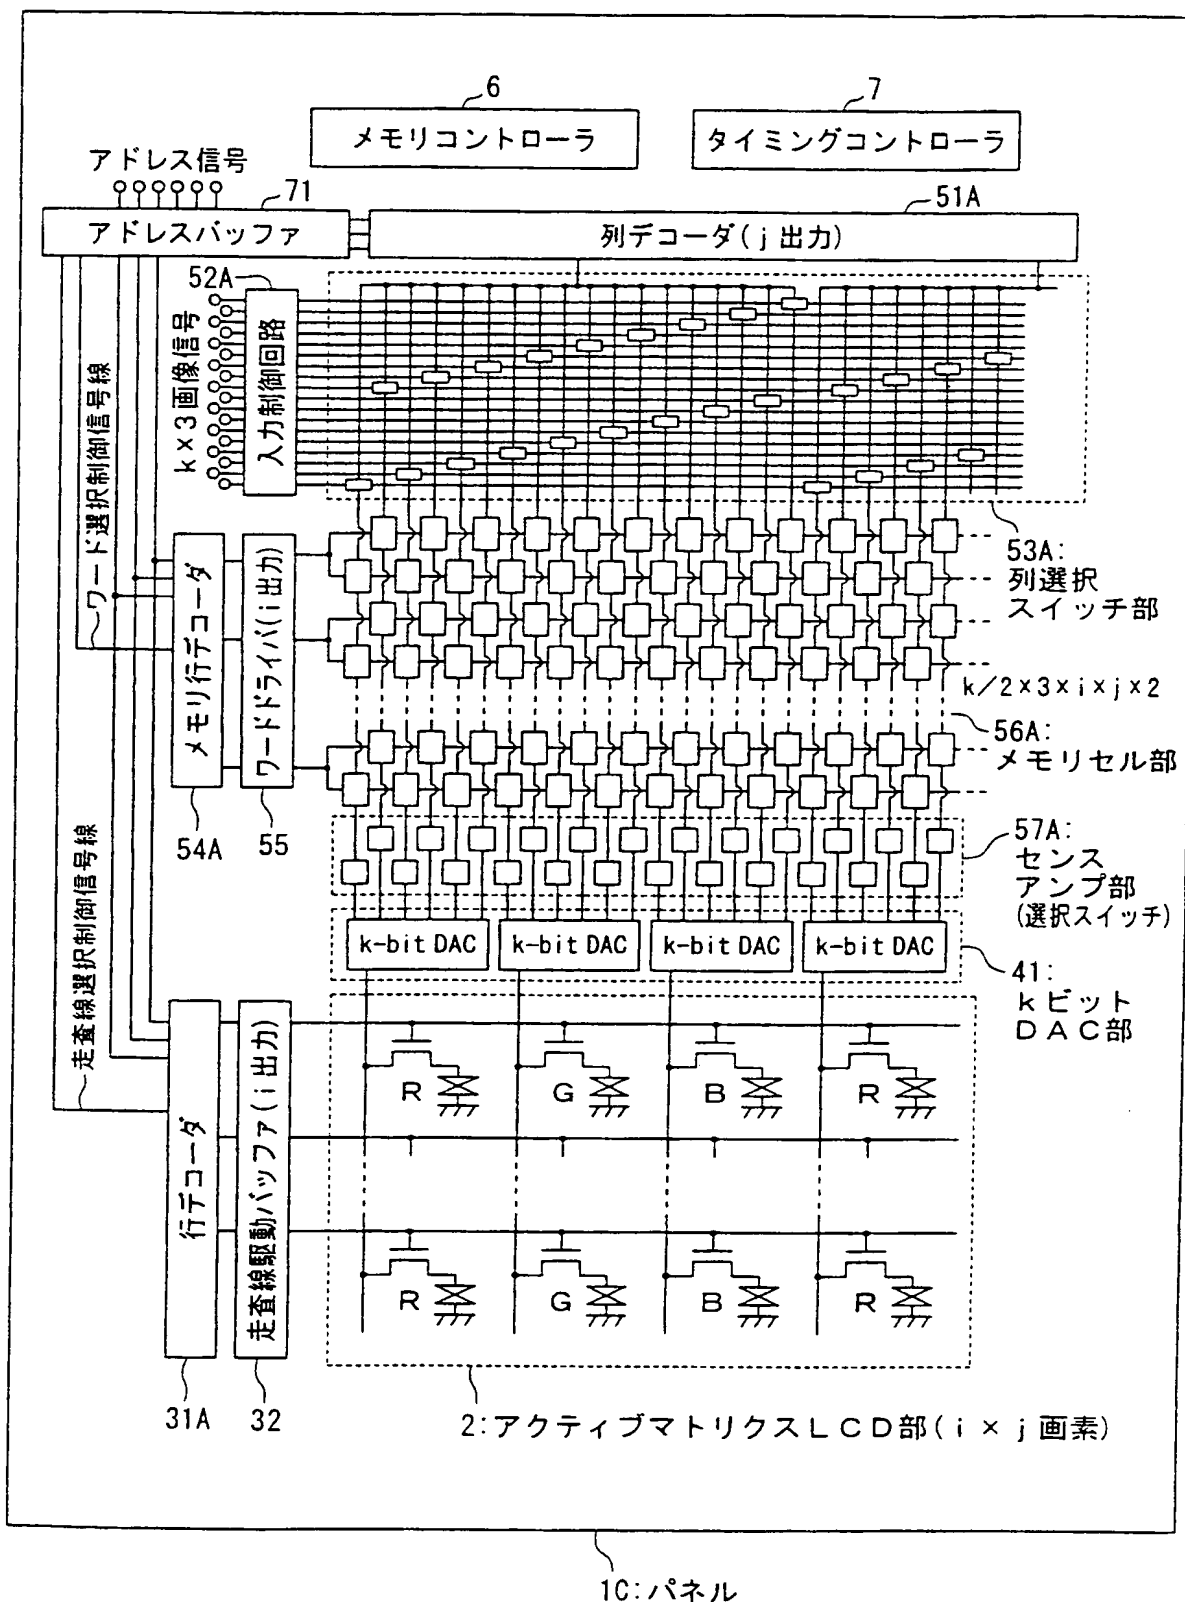 6
メモリコントローラ
7
タイミングコントローラ
アドレス信号
71
アドレスバッファ
51A
列デコーダ(j出力)
52A
k×3画像信号
入力制御回路
ワード選択制御信号線
53A:
列選択
スイッチ部
メモリ行デコーダ
ワードドライバ(i出力)
k/2×3×i×j×2
56A:
メモリセル部
54A
55
57A:
センス
アンプ部
(選択スイッチ)
走査線選択制御信号線
k-bit DAC
k-bit DAC
k-bit DAC
k-bit DAC
41:
kビット
DAC部
行デコーダ
走査線駆動バッファ(i出力)
R
G
B
R
R
G
B
R
31A
32
2:アクティブマトリクスLCD部(i×j画素)
1C:パネル